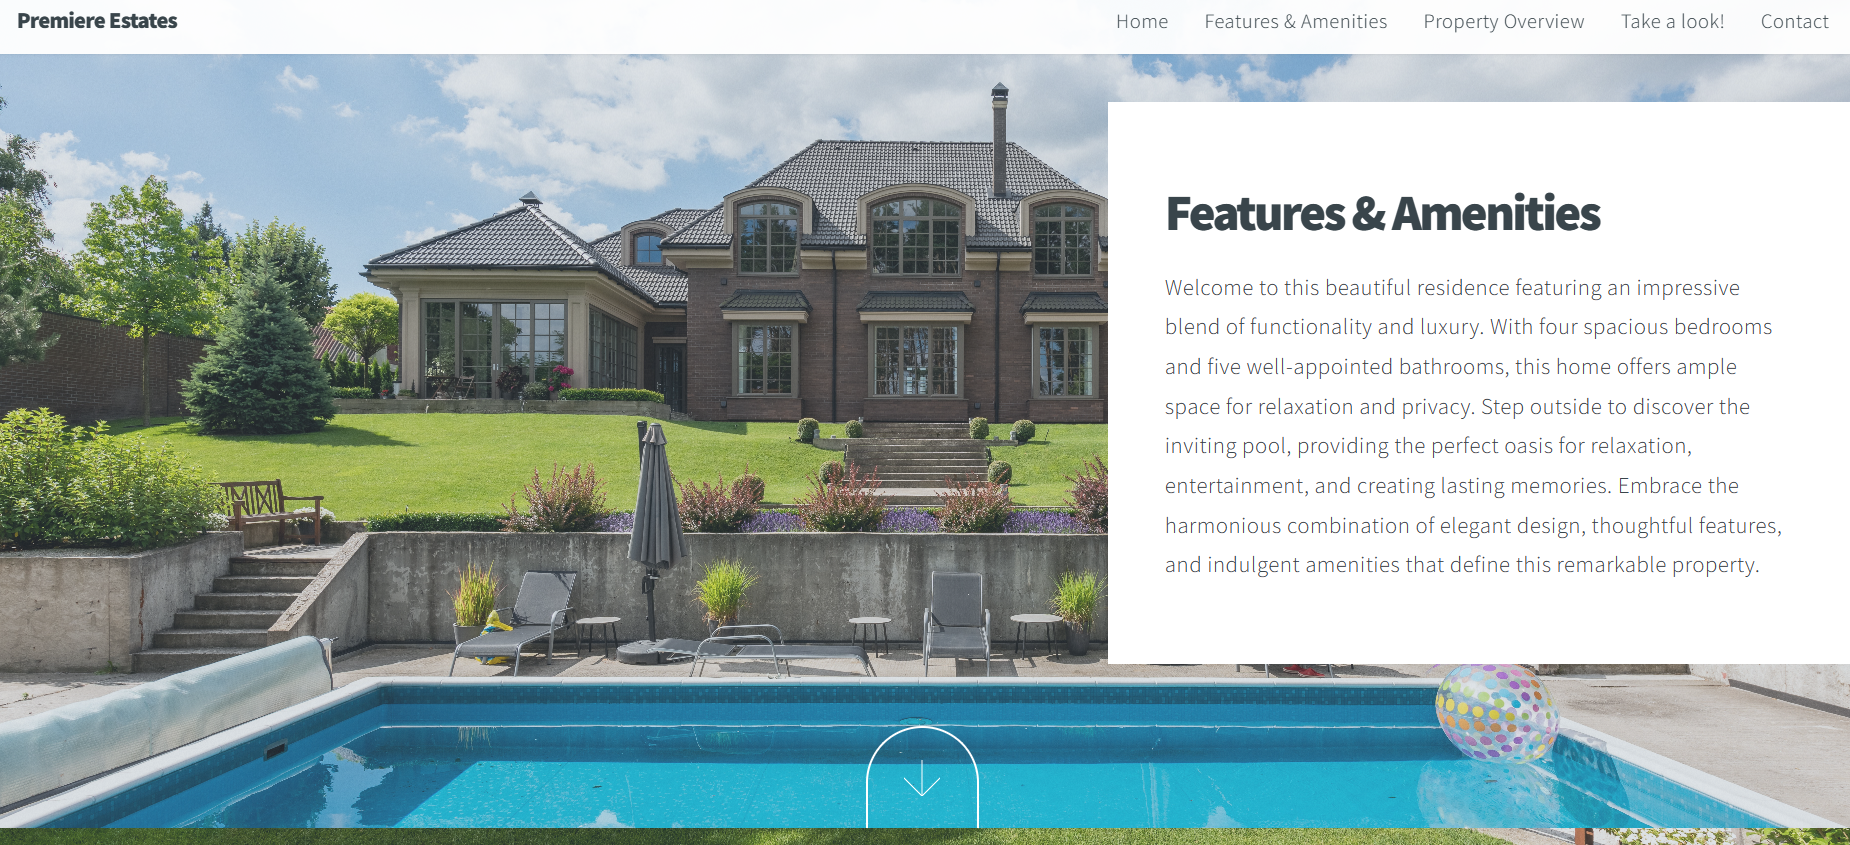 Premiere Estates
Home
Features & Amenities
Property Overview
Take a look!
Contact
Features & Amenities
Welcome to this beautiful residence featuring an impressive
blend of functionality and luxury. With four spacious bedrooms
and five well-appointed bathrooms, this home offers ample
space for relaxation and privacy. Step outside to discover the
inviting pool, providing the perfect oasis for relaxation,
entertainment, and creating lasting memories. Embrace the
harmonious combination of elegant design, thoughtful features,
and indulgent amenities that define this remarkable property.